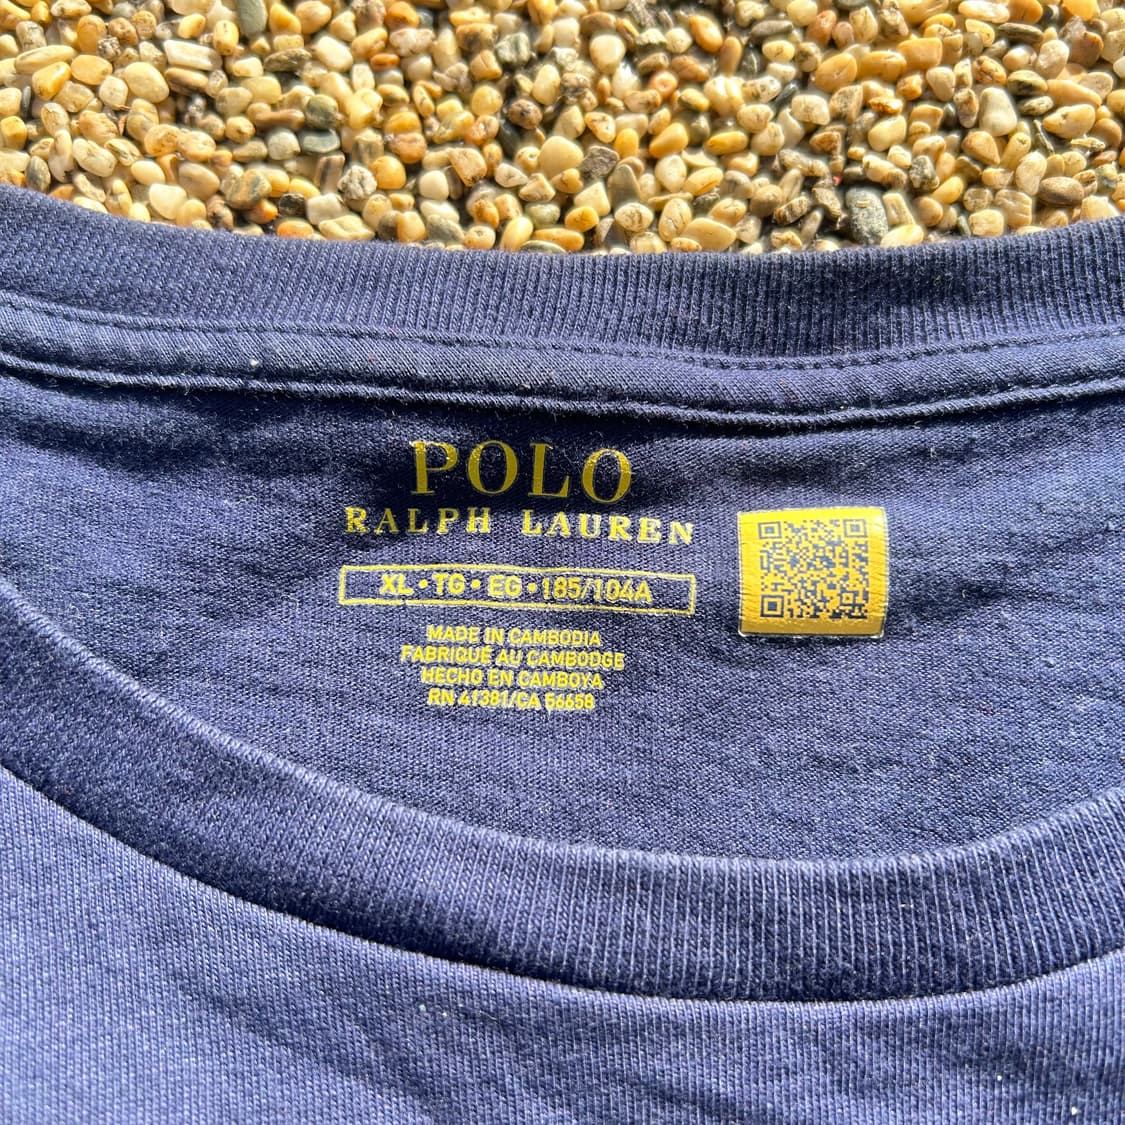 POLO
RALPH LAUREN
XL • TG • EG • 185/104A
MADE IN CAMBODIA
FABRIQUÉ AU CAMBODGE
HECHO EN CAMBOYA
RN 41381/CA 56658